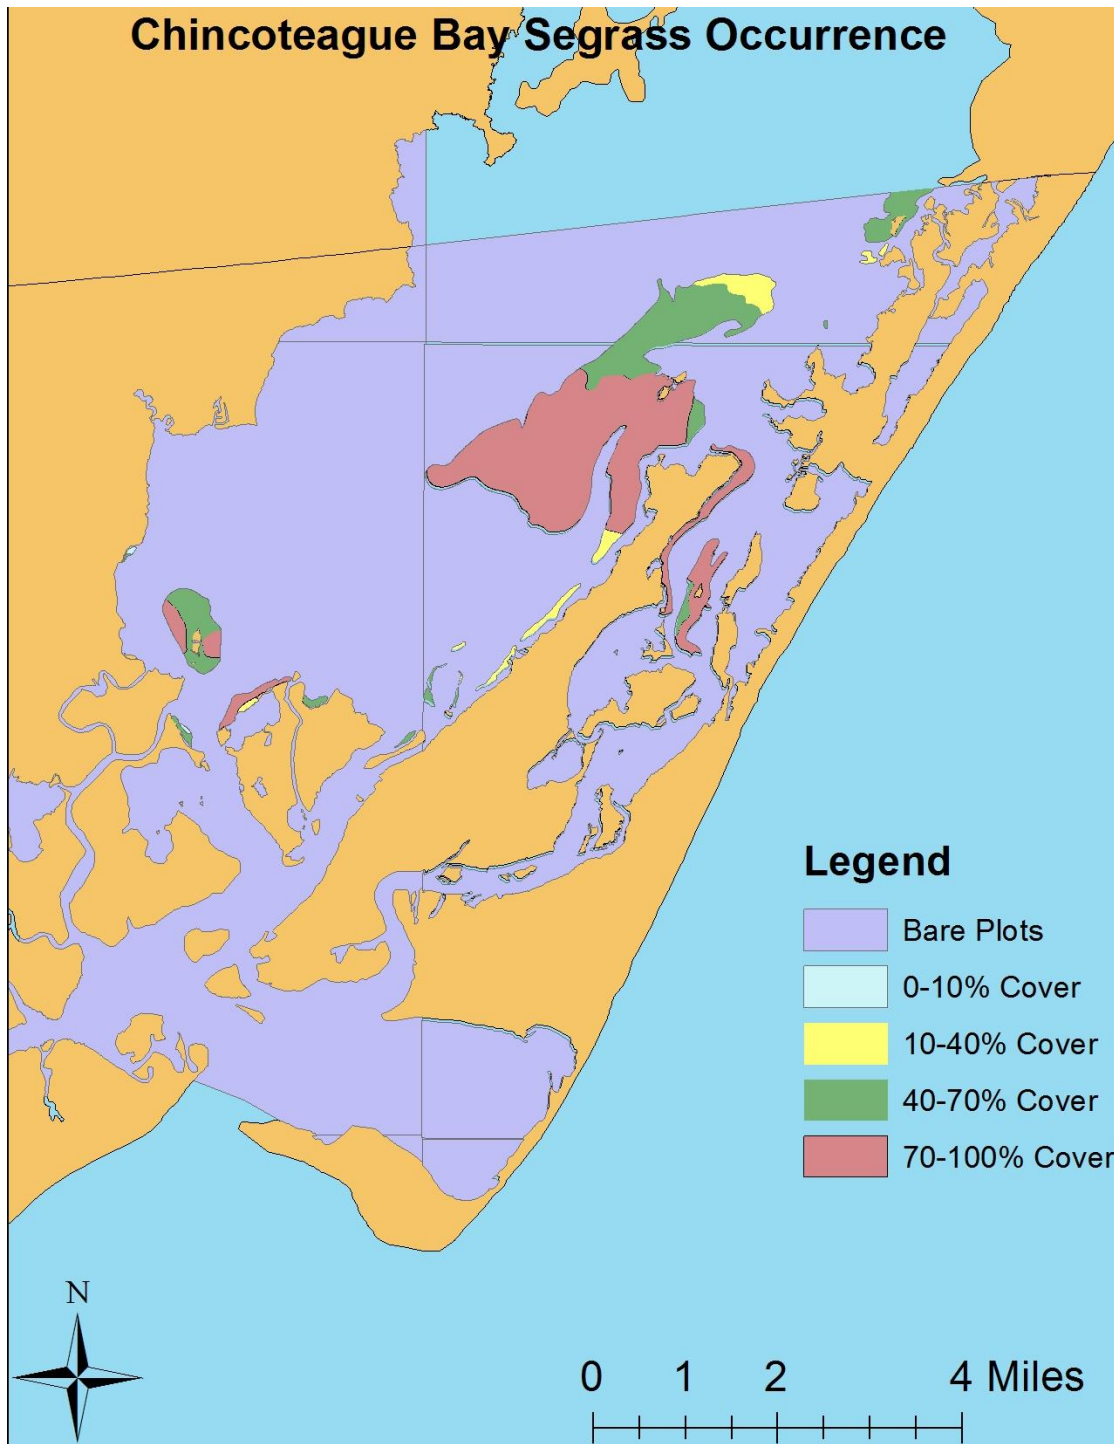 Chincoteague Bay Segrass Occurrence
Legend
Bare Plots
0-10% Cover
10-40% Cover
40-70% Cover
70-100% Cover
N
0 1 2 4 Miles